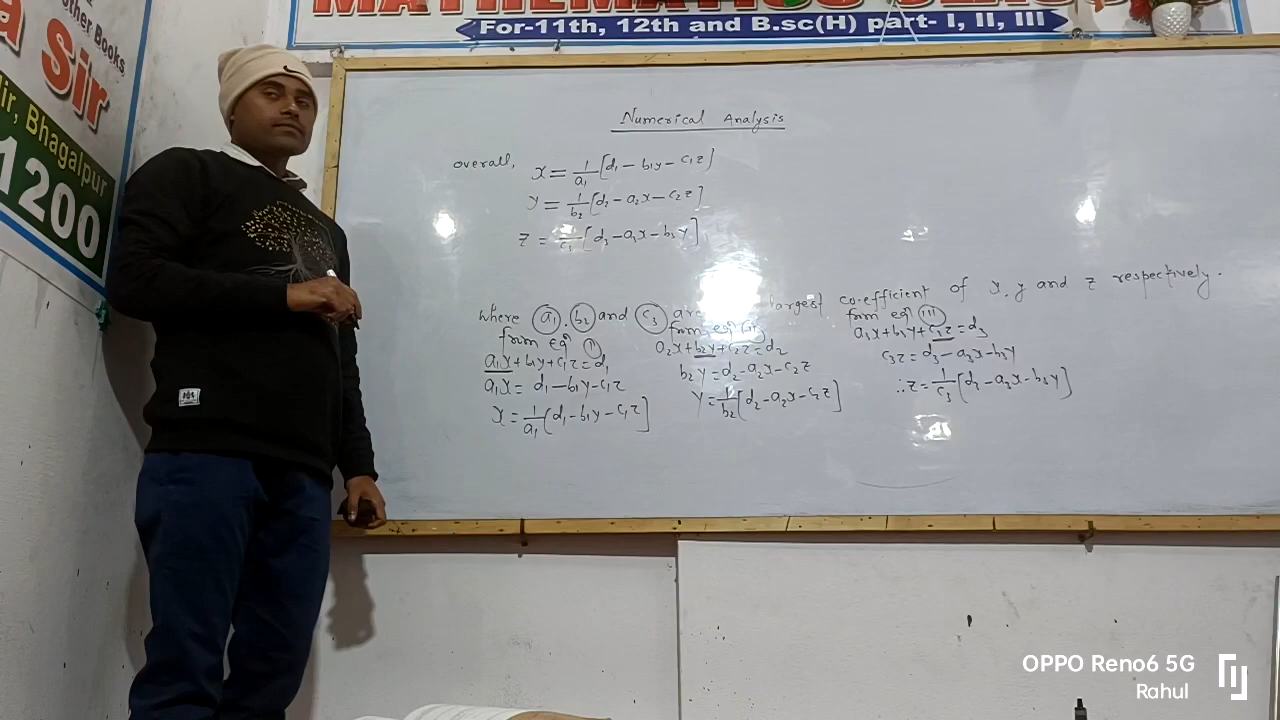 other Books
Sir
Bhagalpur
1200
MATHEMATICS
For-11th, 12th and B.sc(H) part- I, II, III
Numerical Analysis
overall, x = 1/a₁ [d₁ - b₁y - c₁z]
y = 1/b₂ [d₂ - a₂x - c₂z]
z = 1/c₃ [d₃ - a₃x - b₃y]
where a₁, b₂ and c₃ are largest co-efficient of x, y and z respectively.
from eqⁿ (I)
a₁x + b₁y + c₁z = d₁
a₁x = d₁ - b₁y - c₁z
x = 1/a₁ [d₁ - b₁y - c₁z]
from eqⁿ (II)
a₂x + b₂y + c₂z = d₂
b₂y = d₂ - a₂x - c₂z
y = 1/b₂ [d₂ - a₂x - c₂z]
from eqⁿ (III)
a₃x + b₃y + c₃z = d₃
c₃z = d₃ - a₃x - b₃y
∴ z = 1/c₃ [d₃ - a₃x - b₃y]
OPPO Reno6 5G
Rahul